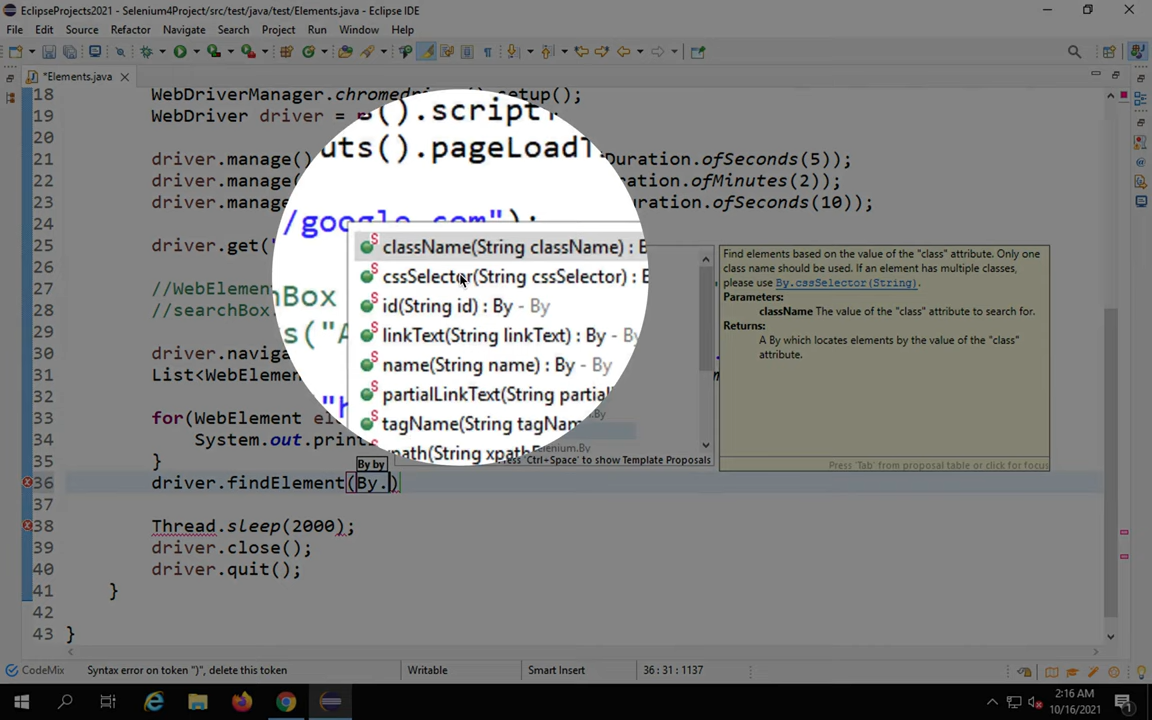 EclipseProjects2021 - Selenium4Project/src/test/java/test/Elements.java - Eclipse IDE
File Edit Source Refactor Navigate Search Project Run Window Help
*Elements.java
18 WebDriverManager.chromedriver().setup();
19 WebDriver driver =
s().script
20
uts().pageLoadT
21 driver.manage() Duration.ofSeconds(5));
22 driver.manage( ration.ofMinutes(2));
23 driver.mana Duration.ofSeconds(10));
24
/google.com");
25 driver.get("
26
27 //WebElemen
28 //searchBox.
chBox
s("A
30 driver.naviga
31 List<WebElemen
"h
33 for(WebElement el
34 System.out.print
35 }
36 driver.findElement(By.)
37
38 Thread.sleep(2000);
39 driver.close();
40 driver.quit();
41 }
42
43 }
className(String className) : B
cssSelector(String cssSelector) : B
id(String id) : By - By
linkText(String linkText) : By - By
name(String name) : By - By
partialLinkText(String partial
tagName(String tagNam
xpath(String xpath
By by
Press 'Ctrl+Space' to show Template Proposals
Find elements based on the value of the "class" attribute. Only one
class name should be used. If an element has multiple classes,
please use By.cssSelector(String).
Parameters:
className The value of the "class" attribute to search for.
Returns:
A By which locates elements by the value of the "class"
attribute.
Press 'Tab' from proposal table or click for focus
CodeMix Syntax error on token ")", delete this token Writable Smart Insert 36 : 31 : 1137
2:16 AM
10/16/2021
1